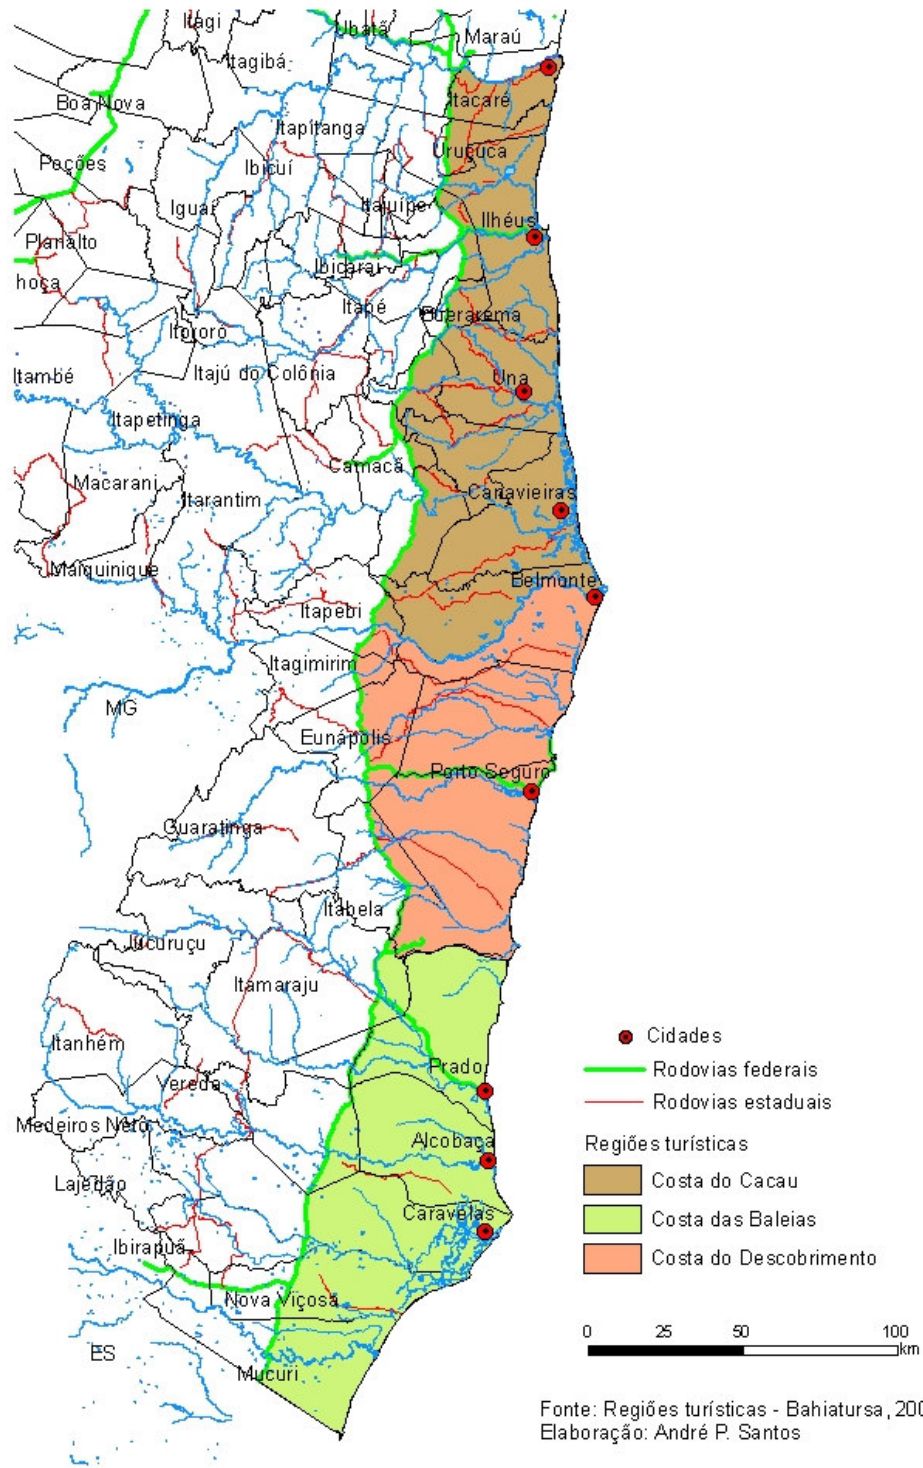 Itagi
Ubatã
Maraú
Itagibá
Boa Nova
Itacaré
Itapitanga
Uruçuca
Poções
Ibicuí
Iguaí
Itajuípe
Ilhéus
Planalto
Ibicaraí
hoça
Itapé
Buerarema
Itororó
Itambé
Itajú do Colônia
Una
Itapetinga
Camacã
Macarani
Itarantim
Canavieiras
Maiquinique
Belmonte
Itapebi
Itagimirim
MG
Eunápolis
Porto Seguro
Guaratinga
Itabela
Jucuruçu
Itamaraju
Itanhém
Prado
Vereda
Medeiros Neto
Alcobaça
Lajedão
Caravelas
Ibirapuã
Nova Viçosa
ES
Mucuri
Cidades
Rodovias federais
Rodovias estaduais
Regiões turísticas
Costa do Cacau
Costa das Baleias
Costa do Descobrimento
0 25 50 100
km
Fonte: Regiões turísticas - Bahiatursa, 200
Elaboração: André P. Santos